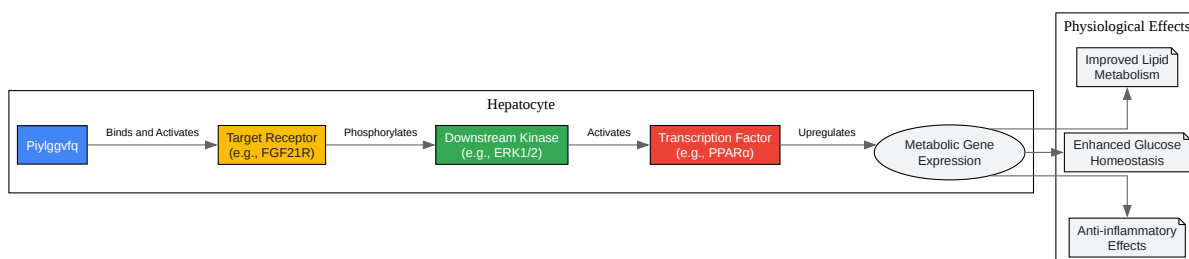 Physiological Effects
Improved Lipid
Metabolism
Hepatocyte
Piylggvfq
Binds and Activates
Target Receptor
(e.g., FGF21R)
Phosphorylates
Downstream Kinase
(e.g., ERK1/2)
Activates
Transcription Factor
(e.g., PPARα)
Upregulates
Metabolic Gene
Expression
Enhanced Glucose
Homeostasis
Anti-inflammatory
Effects